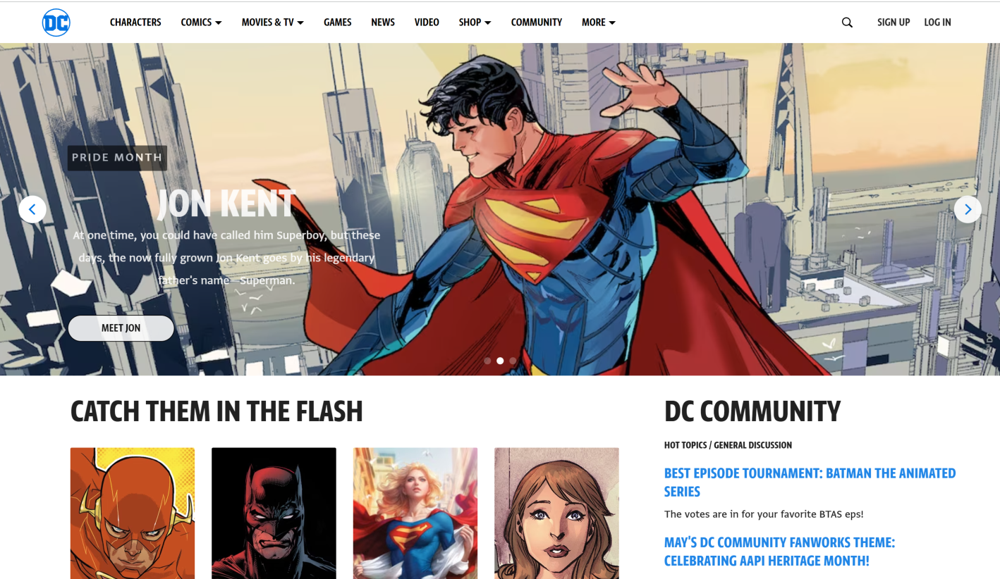 DC
CHARACTERS
COMICS
MOVIES & TV
GAMES
NEWS
VIDEO
SHOP
COMMUNITY
MORE
SIGN UP
LOG IN
PRIDE MONTH
JON KENT
At one time, you could have called him Superboy, but these
days, the now fully grown Jon Kent goes by his legendary
father's name—Superman.
MEET JON
DC
CATCH THEM IN THE FLASH
DC COMMUNITY
HOT TOPICS / GENERAL DISCUSSION
BEST EPISODE TOURNAMENT: BATMAN THE ANIMATED
SERIES
The votes are in for your favorite BTAS eps!
MAY'S DC COMMUNITY FANWORKS THEME:
CELEBRATING AAPI HERITAGE MONTH!